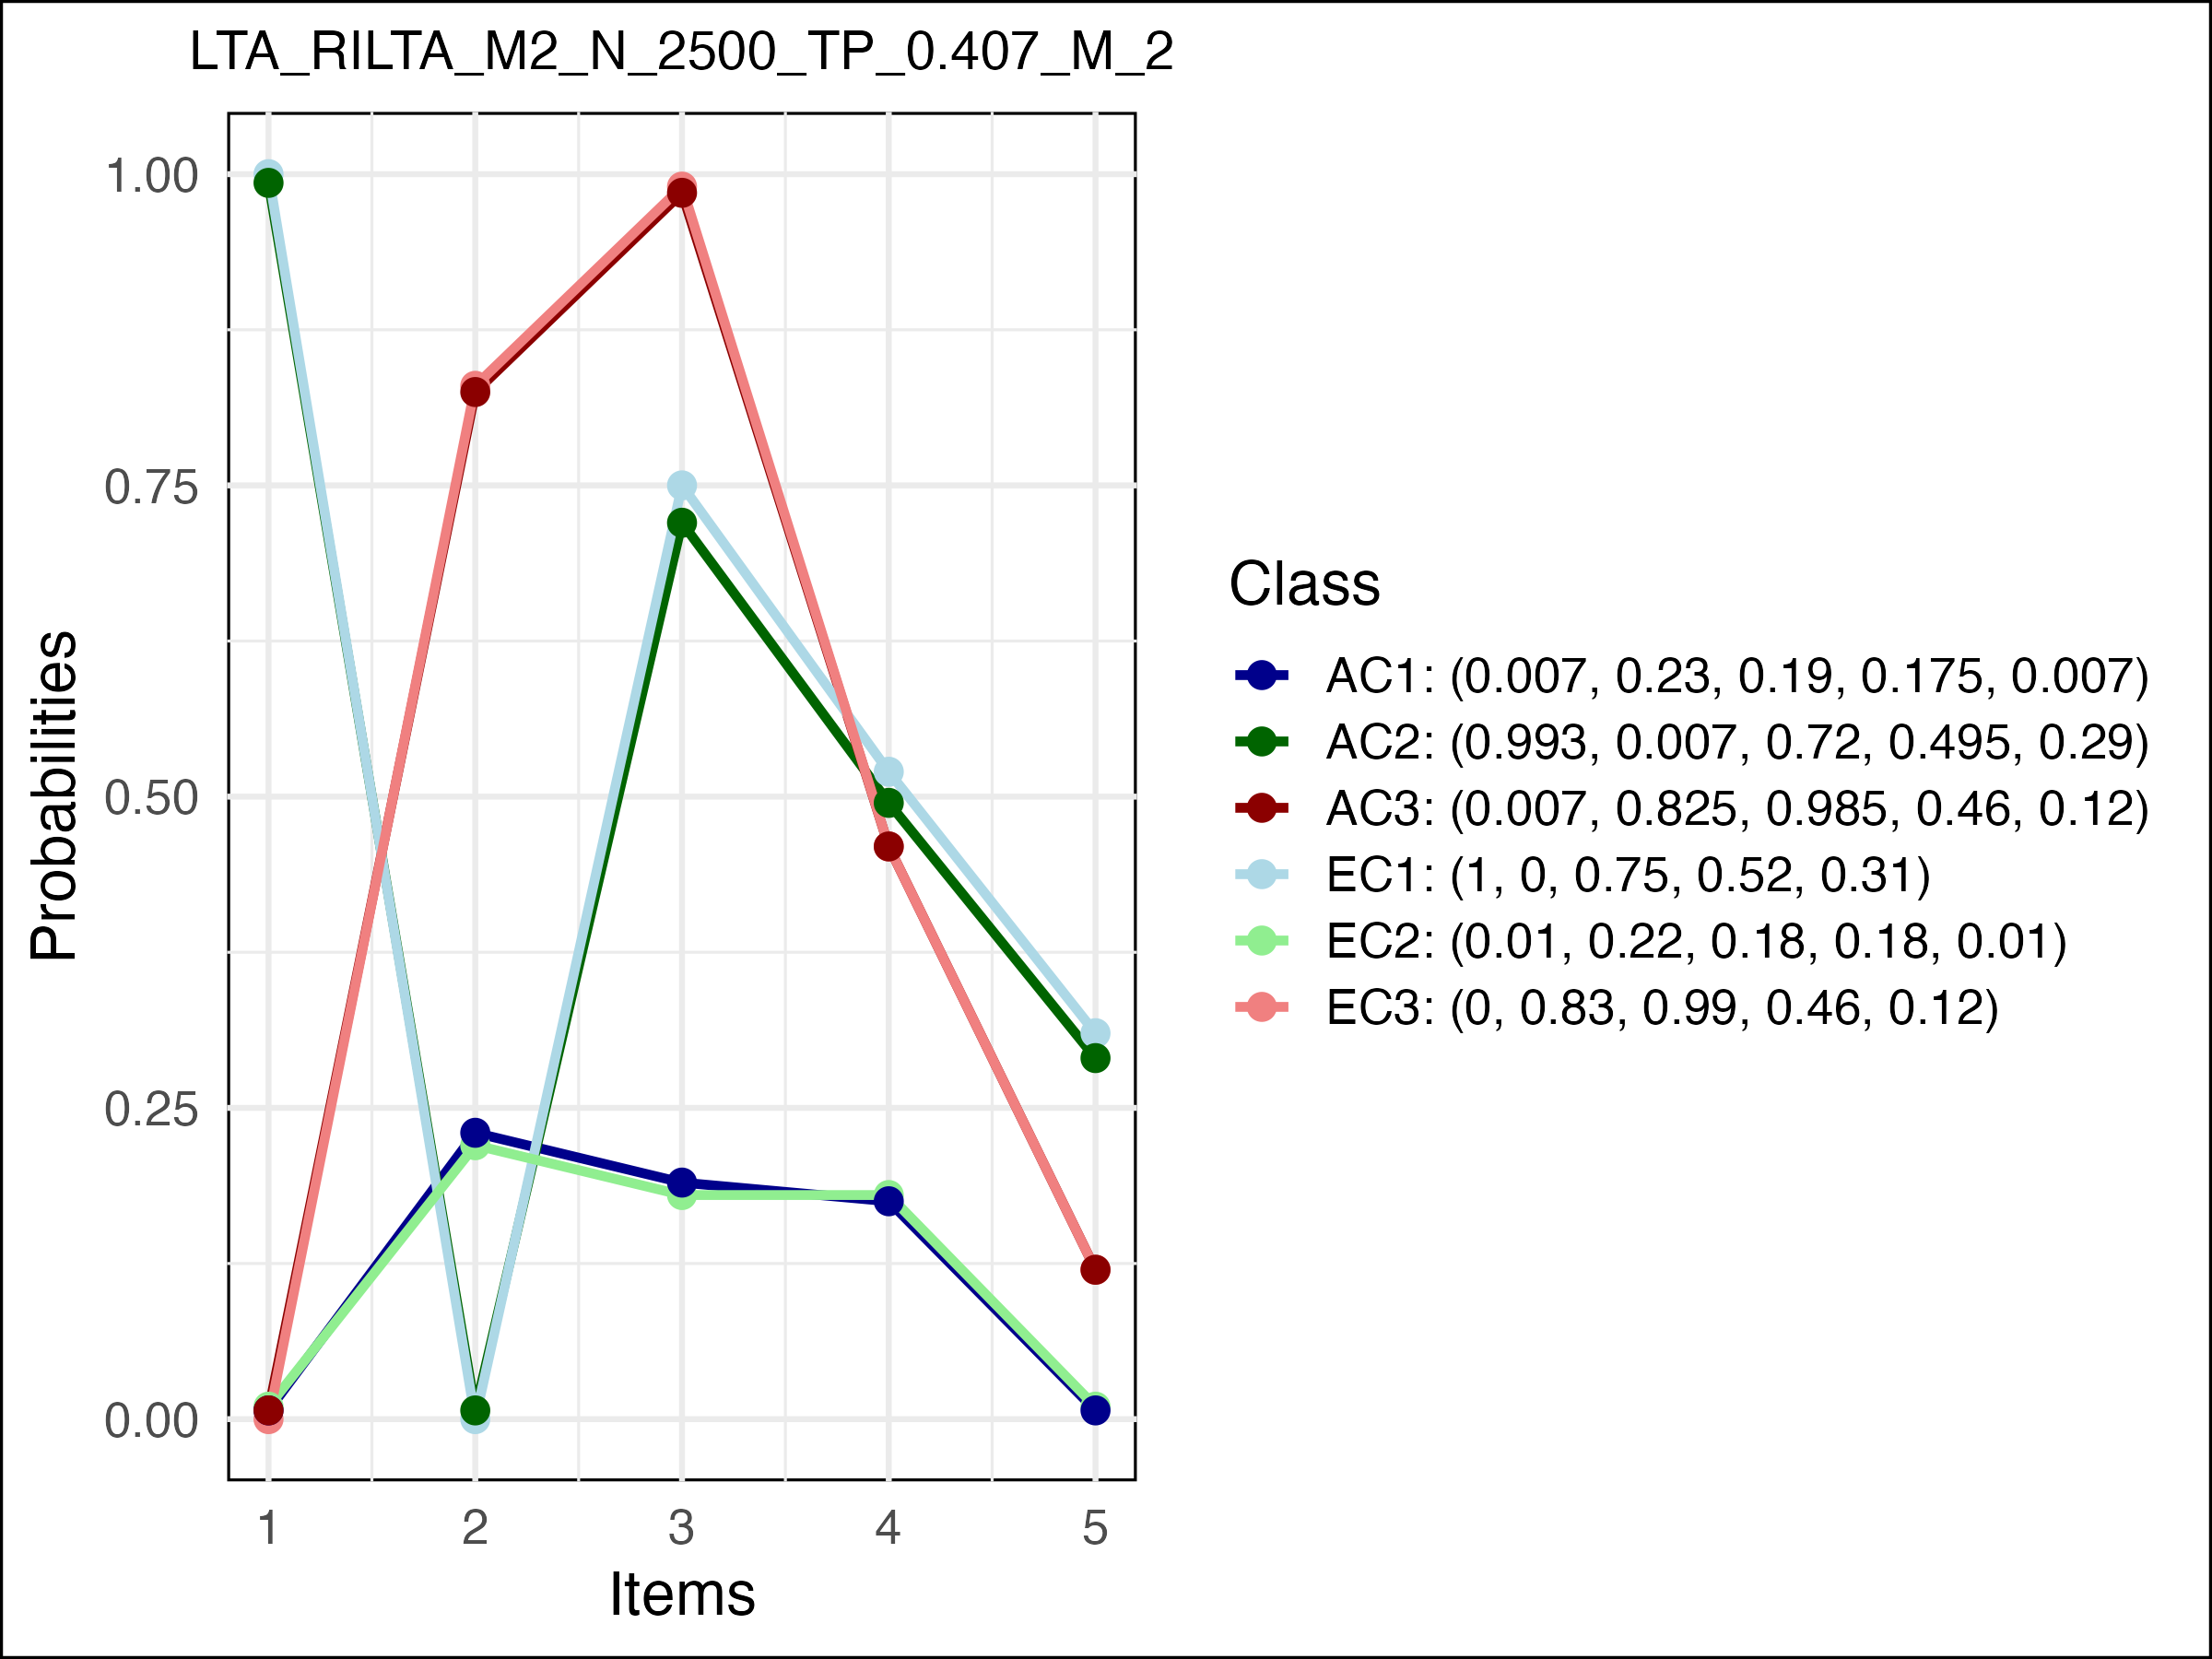 LTA_RILTA_M2_N_2500_TP_0.407_M_2
1.00
0.75
0.50
0.25
0.00
Probabilities
1 2 3 4 5
Items
Class
AC1: (0.007, 0.23, 0.19, 0.175, 0.007)
AC2: (0.993, 0.007, 0.72, 0.495, 0.29)
AC3: (0.007, 0.825, 0.985, 0.46, 0.12)
EC1: (1, 0, 0.75, 0.52, 0.31)
EC2: (0.01, 0.22, 0.18, 0.18, 0.01)
EC3: (0, 0.83, 0.99, 0.46, 0.12)